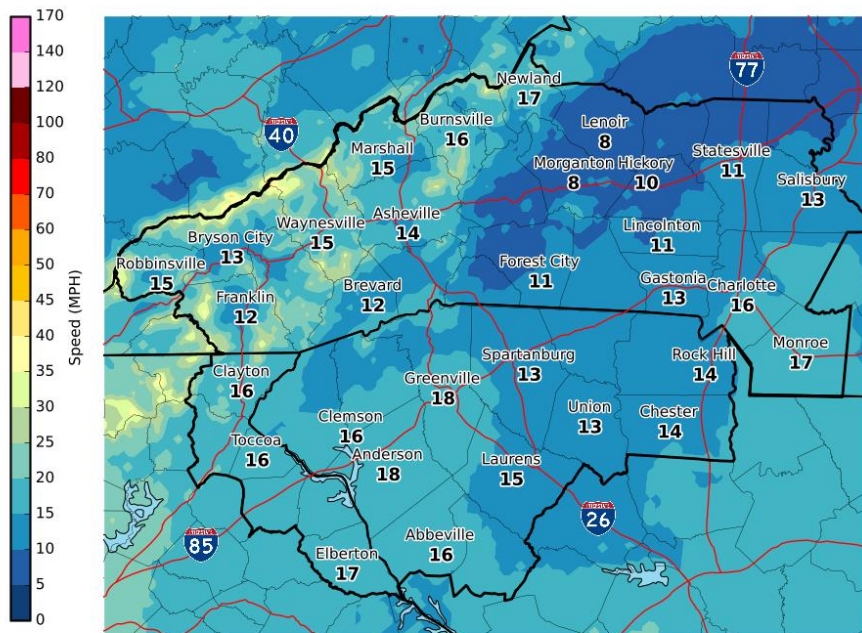 170
140
120
100
80
70
60
50
45
40
35
30
25
20
15
10
5
0
Speed (MPH)
77
Newland
17
40
Burnsville
16
Lenoir
8
Marshall
15
Morganton Hickory
8 10
Statesville
11
Salisbury
13
Asheville
14
Waynesville
15
Bryson City
13
Lincolnton
11
Robbinsville
15
Forest City
11
Gastonia
13
Charlotte
16
Franklin
12
Brevard
12
Monroe
17
Spartanburg
13
Rock Hill
14
Clayton
16
Greenville
18
Union
13
Chester
14
Clemson
16
Toccoa
16
Anderson
18
Laurens
15
26
85
Abbeville
16
Elberton
17